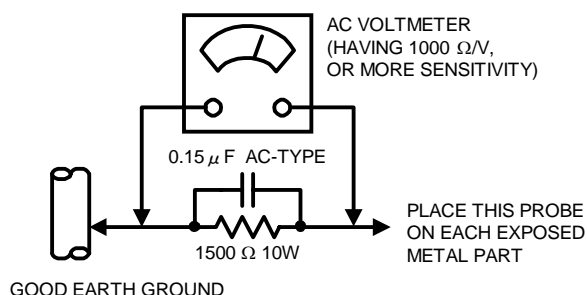 AC VOLTMETER
(HAVING 1000 Ω/V,
OR MORE SENSITIVITY)
0.15 μ F AC-TYPE
1500 Ω 10W
PLACE THIS PROBE
ON EACH EXPOSED
METAL PART
GOOD EARTH GROUND